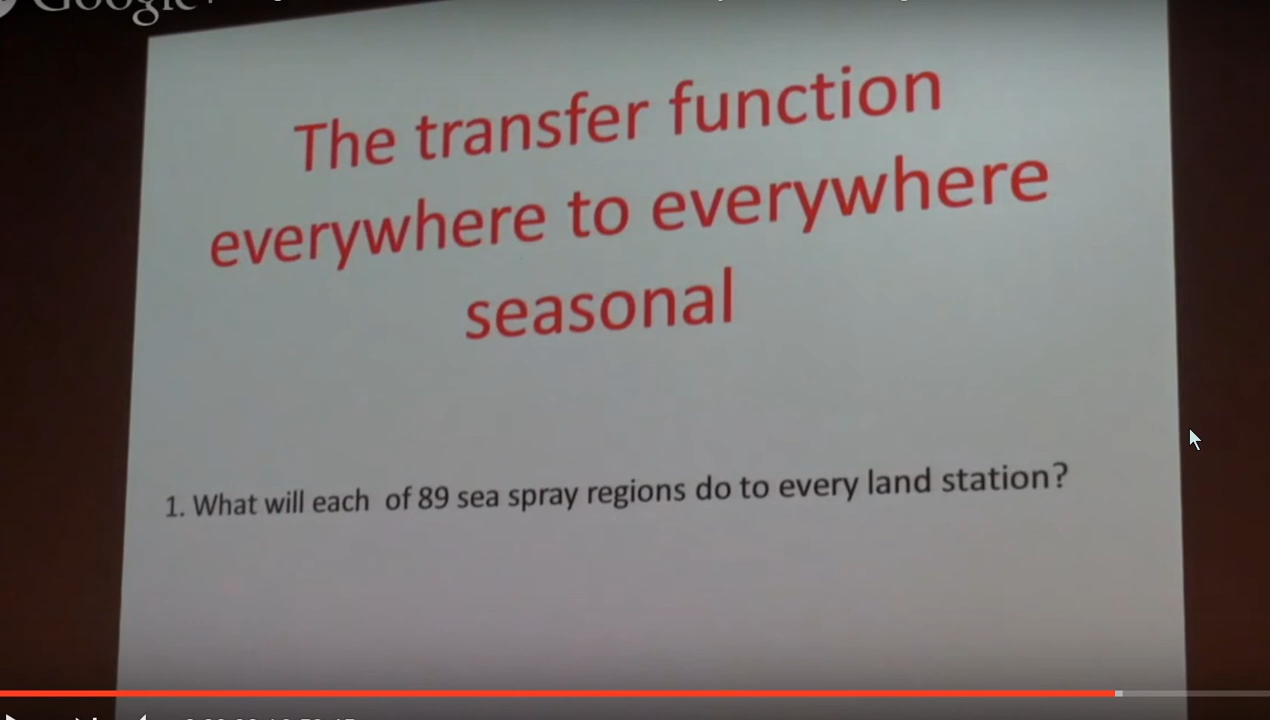 Google+
The transfer function
everywhere to everywhere
seasonal
1. What will each of 89 sea spray regions do to every land station?